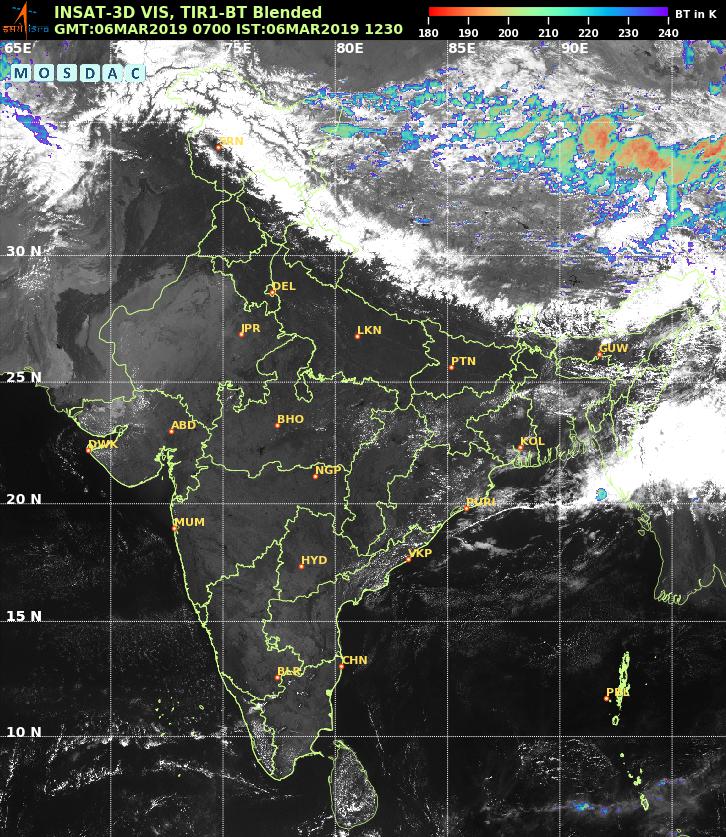 INSAT-3D VIS, TIR1-BT Blended
GMT:06MAR2019 0700 IST:06MAR2019 1230
BT in K
180 190 200 210 220 230 240
65E 75E 80E 85E 90E
MOSDAC
SRN
30 N
DEL
JPR LKN
GUW
PTN
25 N
BHO
ABD
KOL
DWK
NGP
20 N
PURI
MUM
VKP
HYD
15 N
CHN
BLR
PBL
10 N